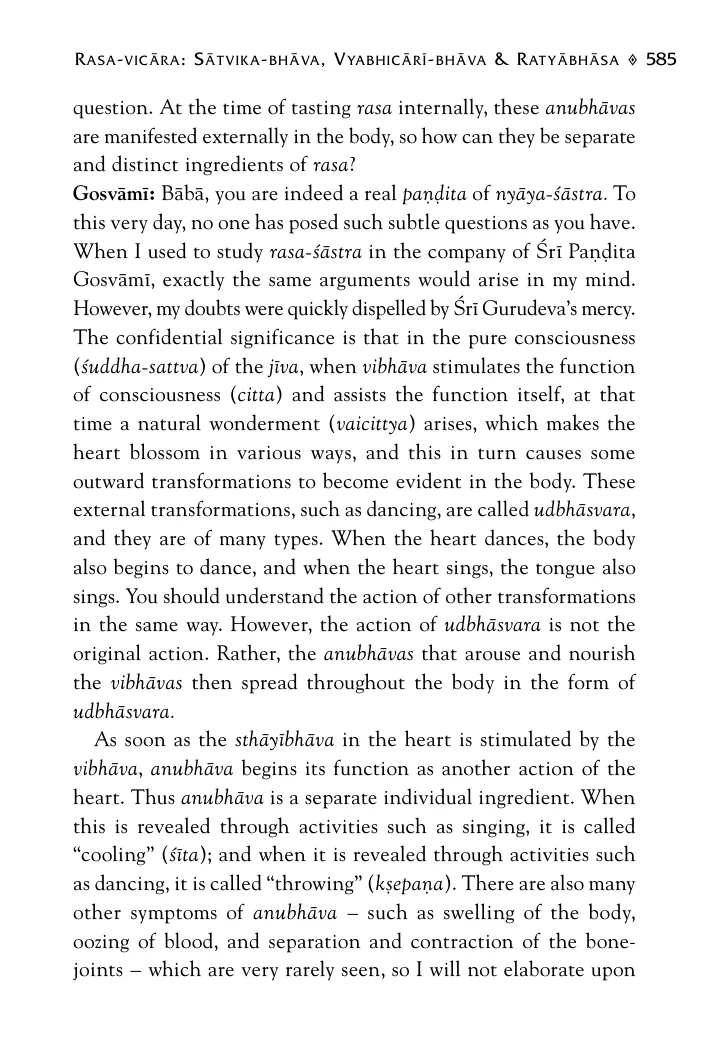 RASA-VICĀRA: SĀTVIKA-BHĀVA, VYABHICĀRĪ-BHĀVA & RATYĀBHĀSA ◊ 585
question. At the time of tasting rasa internally, these anubhāvas
are manifested externally in the body, so how can they be separate
and distinct ingredients of rasa?
Gosvāmī: Bābā, you are indeed a real paṇḍita of nyāya-śāstra. To
this very day, no one has posed such subtle questions as you have.
When I used to study rasa-śāstra in the company of Śrī Paṇḍita
Gosvāmī, exactly the same arguments would arise in my mind.
However, my doubts were quickly dispelled by Śrī Gurudeva’s mercy.
The confidential significance is that in the pure consciousness
(śuddha-sattva) of the jīva, when vibhāva stimulates the function
of consciousness (citta) and assists the function itself, at that
time a natural wonderment (vaicittya) arises, which makes the
heart blossom in various ways, and this in turn causes some
outward transformations to become evident in the body. These
external transformations, such as dancing, are called udbhāsvara,
and they are of many types. When the heart dances, the body
also begins to dance, and when the heart sings, the tongue also
sings. You should understand the action of other transformations
in the same way. However, the action of udbhāsvara is not the
original action. Rather, the anubhāvas that arouse and nourish
the vibhāvas then spread throughout the body in the form of
udbhāsvara.
As soon as the sthāyībhāva in the heart is stimulated by the
vibhāva, anubhāva begins its function as another action of the
heart. Thus anubhāva is a separate individual ingredient. When
this is revealed through activities such as singing, it is called
“cooling” (śīta); and when it is revealed through activities such
as dancing, it is called “throwing” (kṣepaṇa). There are also many
other symptoms of anubhāva – such as swelling of the body,
oozing of blood, and separation and contraction of the bone-
joints – which are very rarely seen, so I will not elaborate upon